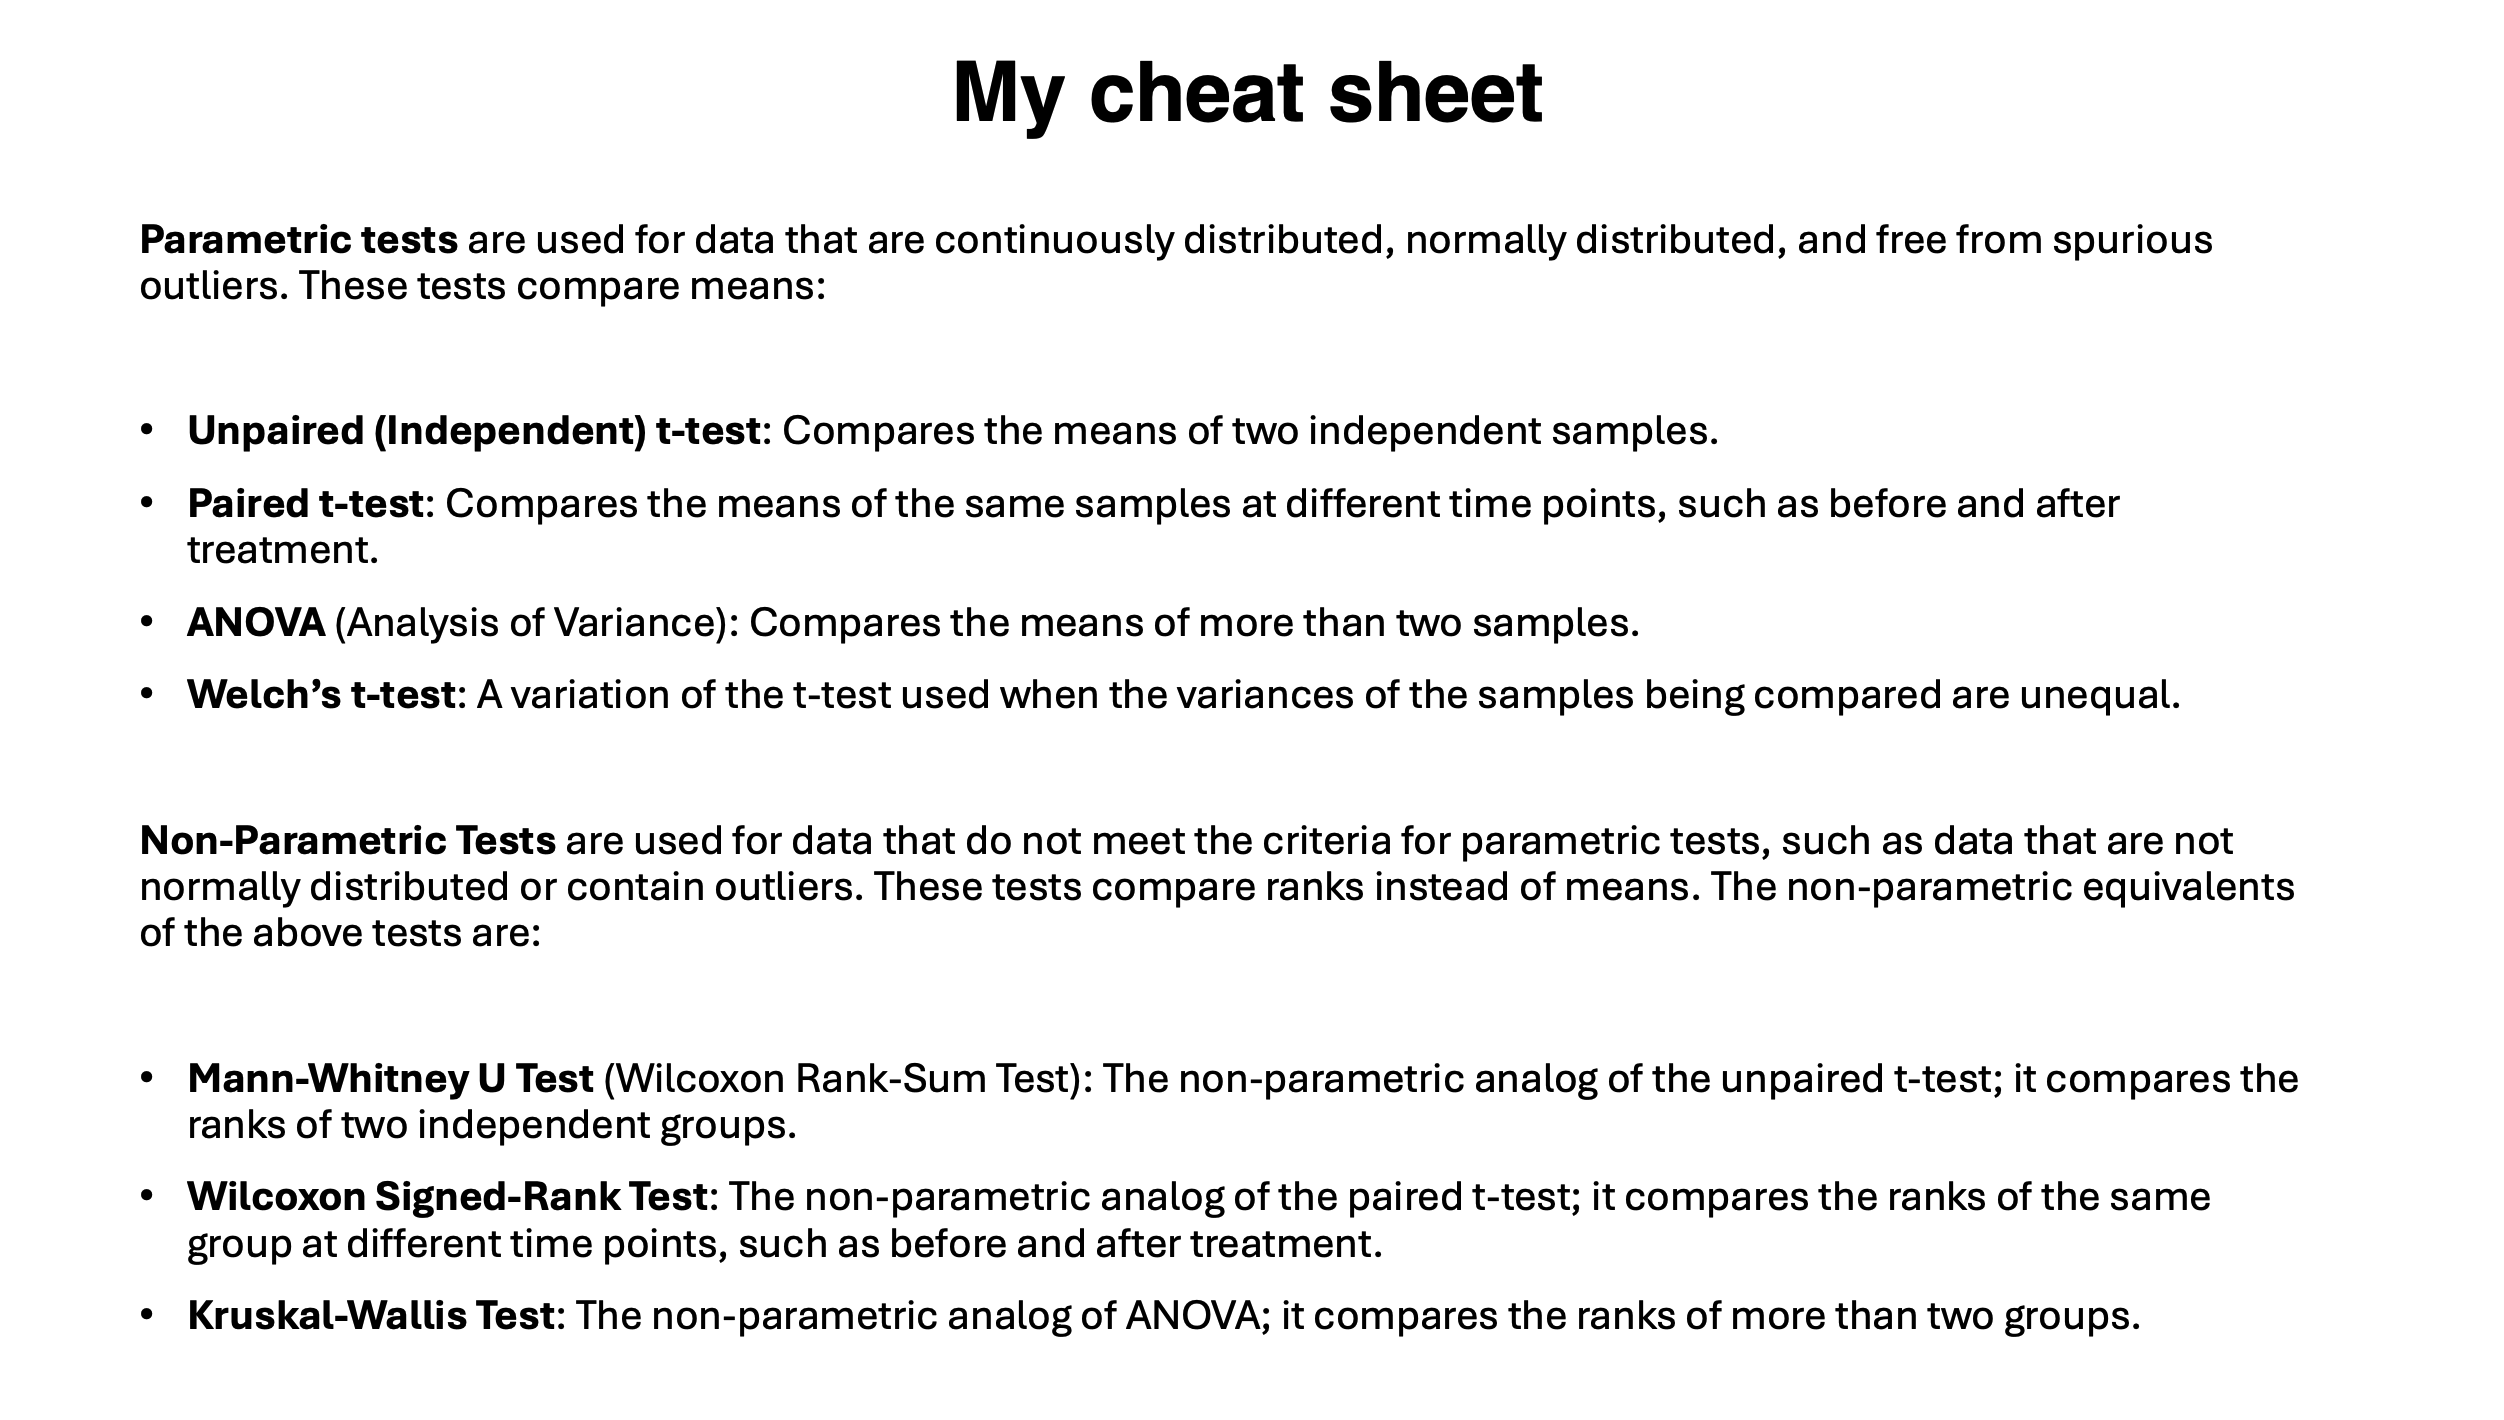 My cheat sheet
Parametric tests are used for data that are continuously distributed, normally distributed, and free from spurious
outliers. These tests compare means:
• Unpaired (Independent) t-test: Compares the means of two independent samples.
• Paired t-test: Compares the means of the same samples at different time points, such as before and after
treatment.
• ANOVA (Analysis of Variance): Compares the means of more than two samples.
• Welch’s t-test: A variation of the t-test used when the variances of the samples being compared are unequal.
Non-Parametric Tests are used for data that do not meet the criteria for parametric tests, such as data that are not
normally distributed or contain outliers. These tests compare ranks instead of means. The non-parametric equivalents
of the above tests are:
• Mann-Whitney U Test (Wilcoxon Rank-Sum Test): The non-parametric analog of the unpaired t-test; it compares the
ranks of two independent groups.
• Wilcoxon Signed-Rank Test: The non-parametric analog of the paired t-test; it compares the ranks of the same
group at different time points, such as before and after treatment.
• Kruskal-Wallis Test: The non-parametric analog of ANOVA; it compares the ranks of more than two groups.